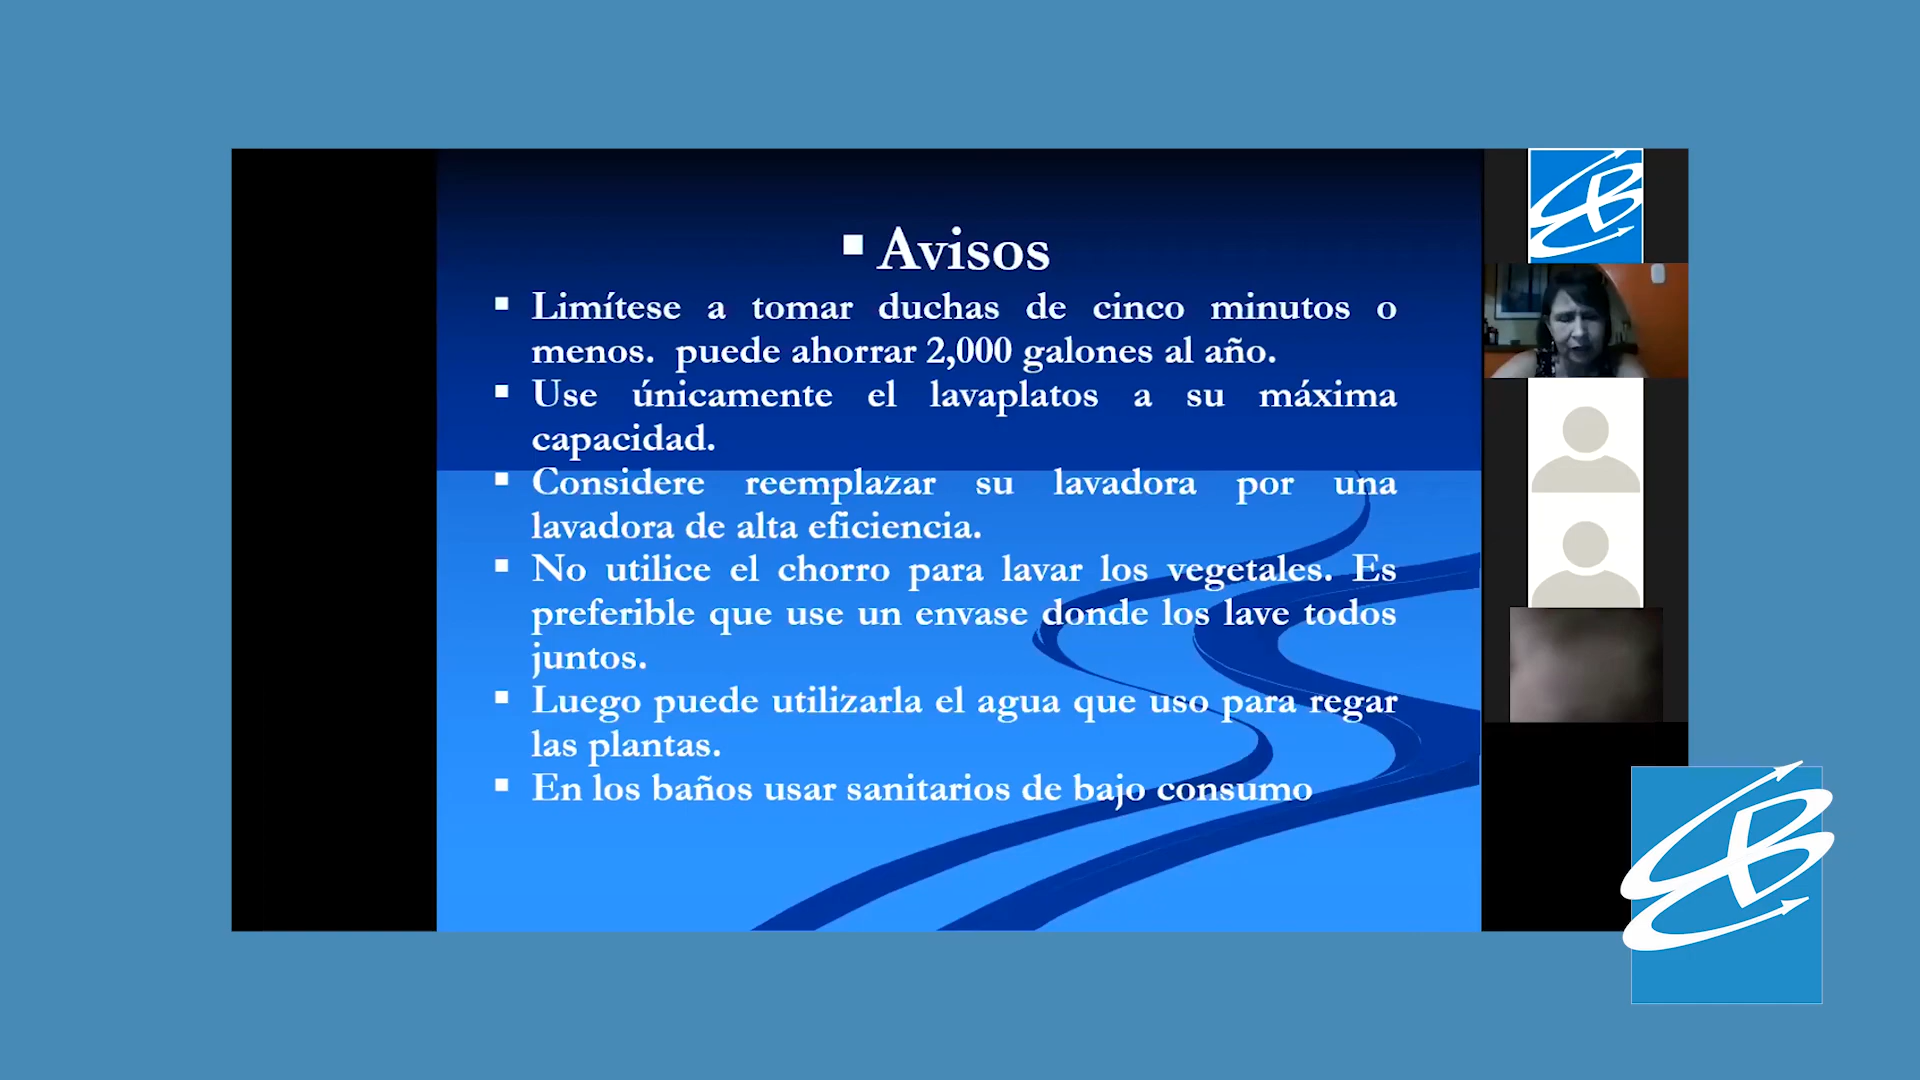 ▪ Avisos
▪ Limítese a tomar duchas de cinco minutos o
menos. puede ahorrar 2,000 galones al año.
▪ Use únicamente el lavaplatos a su máxima
capacidad.
▪ Considere reemplazar su lavadora por una
lavadora de alta eficiencia.
▪ No utilice el chorro para lavar los vegetales. Es
preferible que use un envase donde los lave todos
juntos.
▪ Luego puede utilizarla el agua que uso para regar
las plantas.
▪ En los baños usar sanitarios de bajo consumo